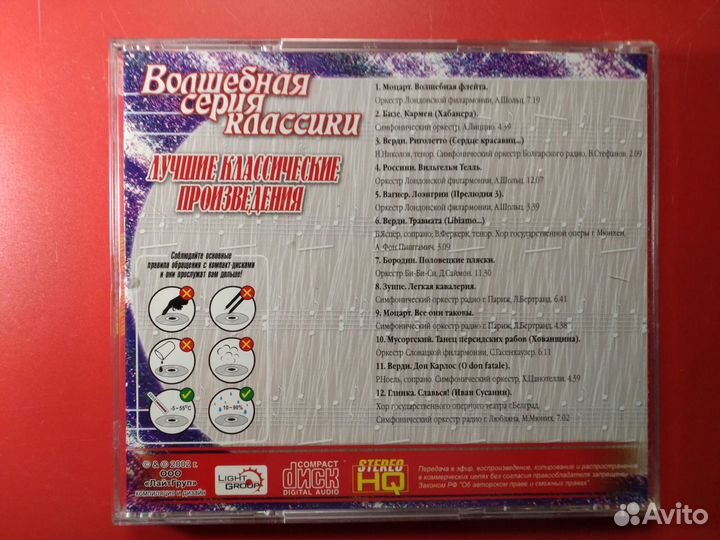 Волшебная
серия
классики
ЛУЧШИЕ КЛАССИЧЕСКИЕ
ПРОИЗВЕДЕНИЯ
Соблюдайте основные
правила обращения с компакт-дисками
и они прослужат вам дольше!
-5 - 55°C
10 - 90%
1. Моцарт. Волшебная флейта.
Оркестр Лондонской филармонии, А.Шольц. 7.19
2. Бизе. Кармен (Хабанера).
Симфонический оркестр, А.Лиццио. 4.39
3. Верди. Риголетто (Сердце красавиц...)
Н.Николов, тенор. Симфонический оркестр Болгарского радио, В.Стефанов. 2.09
4. Россини. Вильгельм Телль.
Оркестр Лондонской филармонии, А.Шольц. 12.07
5. Вагнер. Лоэнгрин (Прелюдия 3).
Оркестр Лондонской филармонии, А.Шольц. 3.39
6. Верди. Травиата (Libiamo...)
Б.Яспер, сопрано; В.Феркерк, тенор. Хор государственной оперы г. Мюнхен,
А. Фон Питтамич. 3.09
7. Бородин. Половецкие пляски.
Оркестр Би-Би-Си, Д.Саймон. 11.30
8. Зуппе. Легкая кавалерия.
Симфонический оркестр радио г. Париж, Л.Бертранд. 6.41
9. Моцарт. Все они таковы.
Симфонический оркестр радио г. Париж, Л.Бертранд. 4.38
10. Мусоргский. Танец персидских рабов (Хованщина).
Оркестр Словацкой филармонии, С.Гасенхаузер. 6.11
11. Верди. Дон Карлос (O don fatale).
Р.Ноель, сопрано. Симфонический оркестр, Х.Цанотелли. 4.39
12. Глинка. Славься! (Иван Сусанин).
Хор государственного оперного театра г.Белград,
Симфонический оркестр радио г. Любляна, М.Мюних. 7.02
© & ℗ 2002 г.
ООО
«ЛайтГруп»
композиция и дизайн
LIGHT
GROUP
COMPACT
диск
DIGITAL AUDIO
STEREO
HQ
Передача в эфир, воспроизведение, копирование и распространение
в коммерческих целях без согласия правообладателя запрещены
Законом РФ "Об авторском праве и смежных правах".
Avito